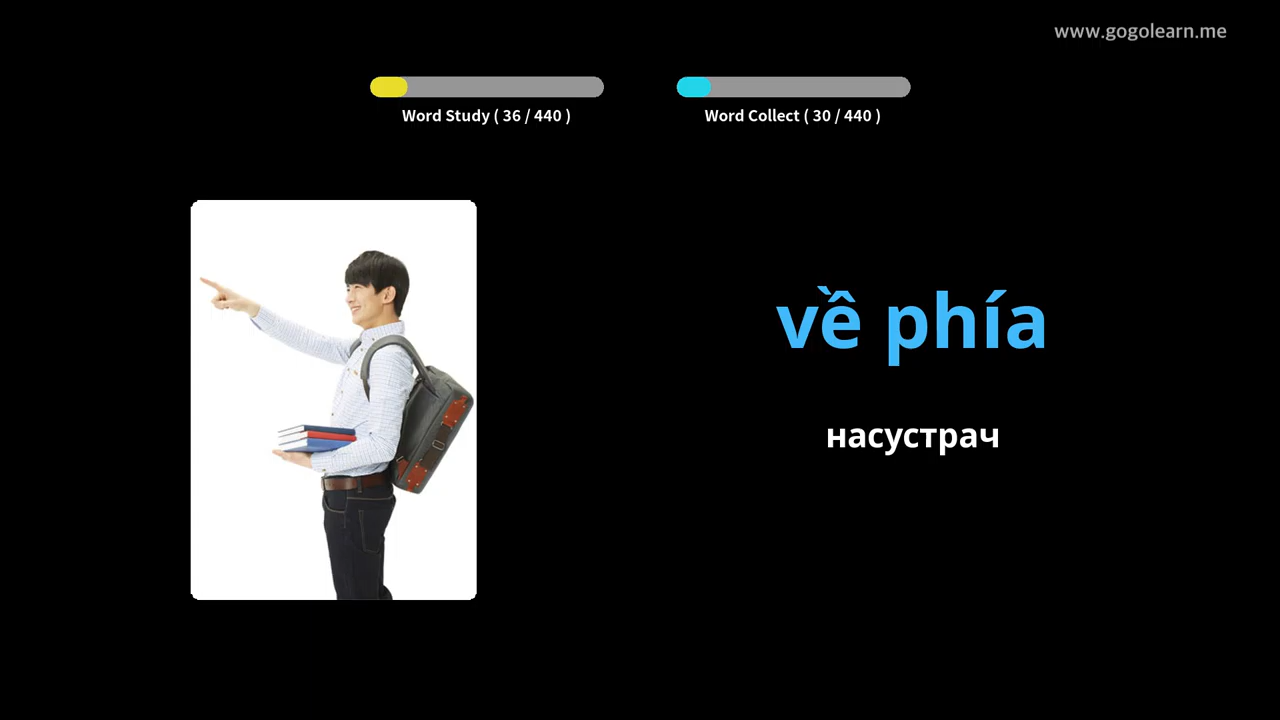 www.gogolearn.me
Word Study ( 36 / 440 )
Word Collect ( 30 / 440 )
về phía
насустрач